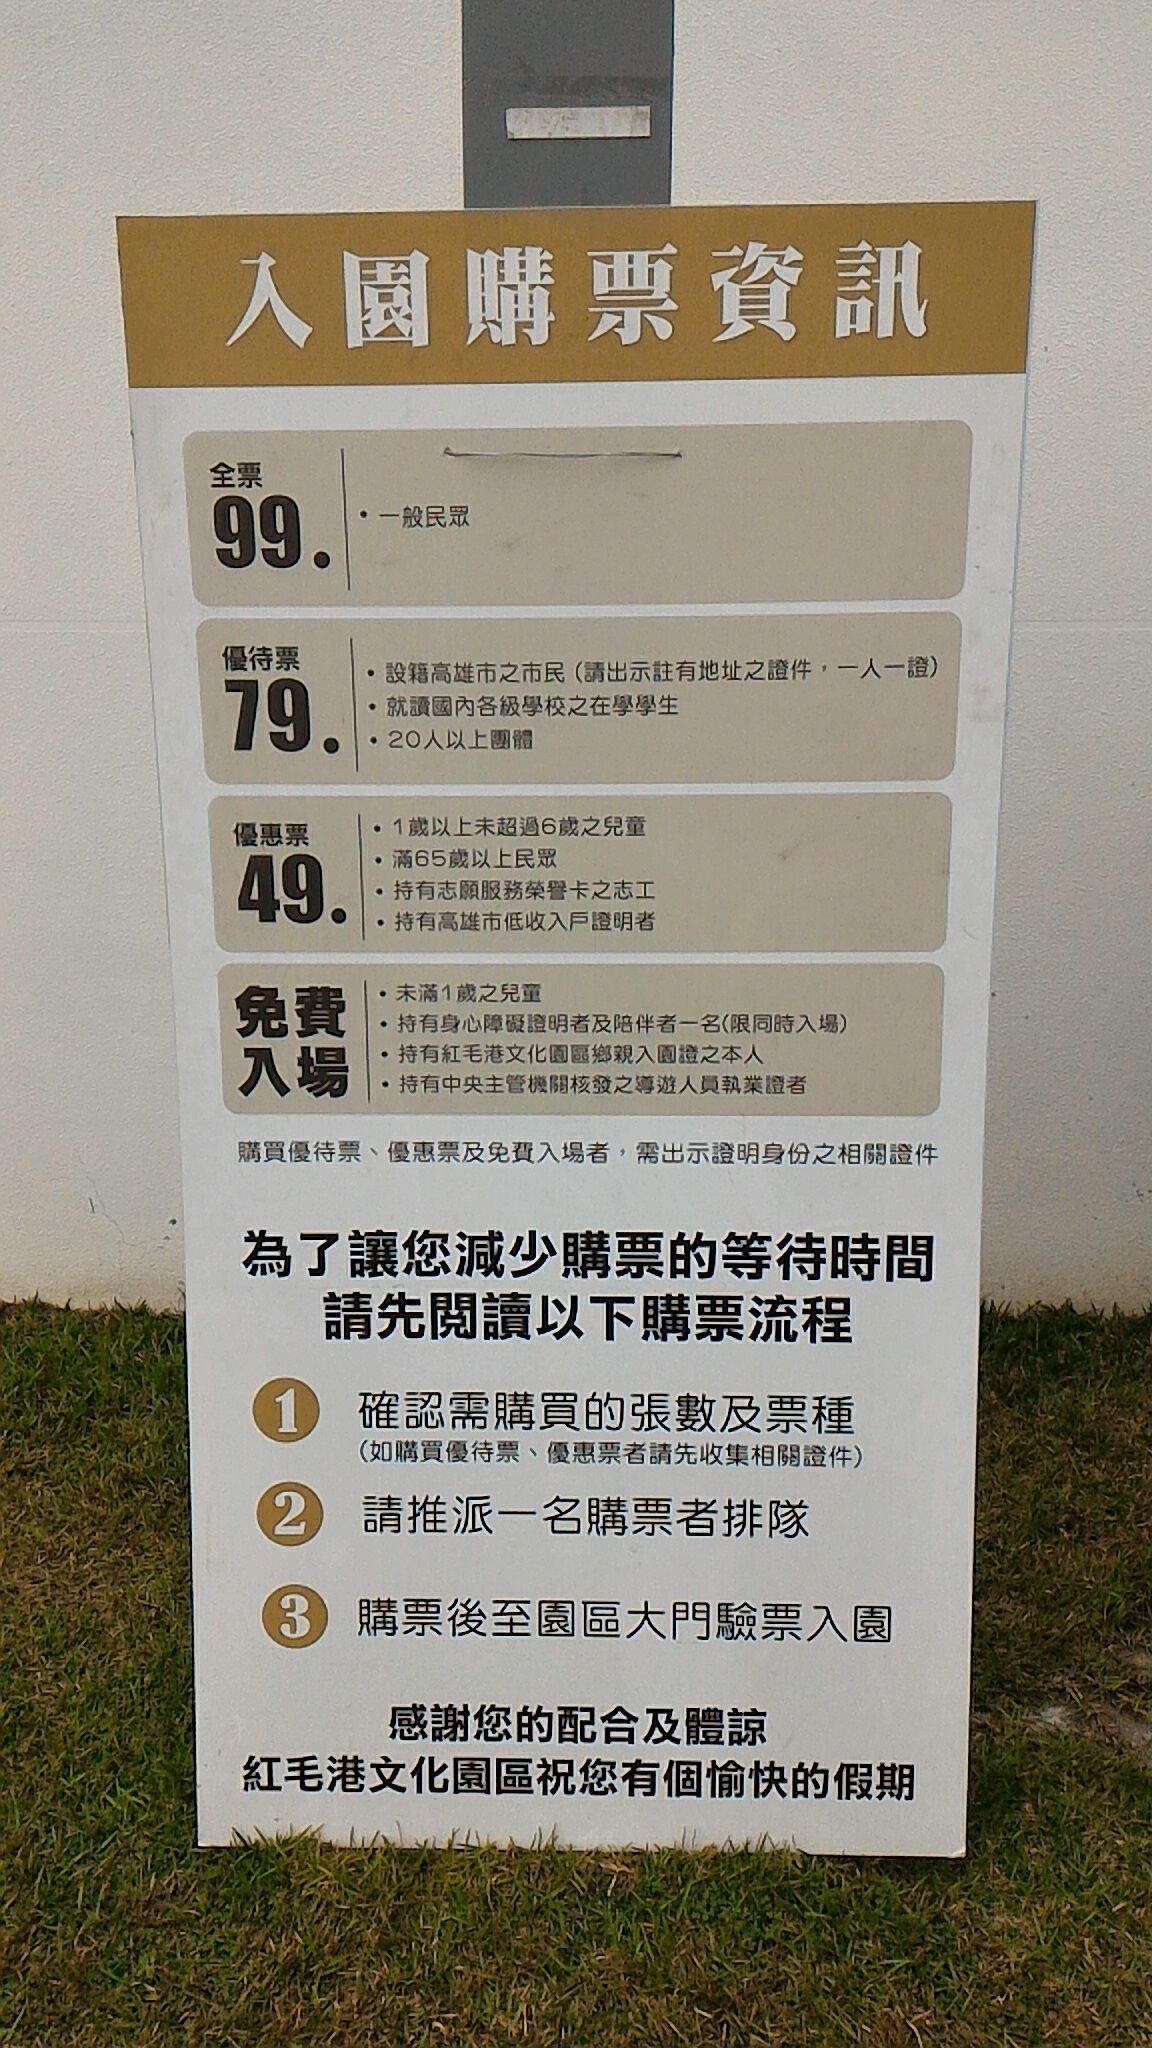 入園購票資訊
全票
99.
• 一般民眾
優待票
79.
• 設籍高雄市之市民（請出示註有地址之證件，一人一證）
• 就讀國內各級學校之在學學生
• 20人以上團體
優惠票
49.
• 1歲以上未超過6歲之兒童
• 滿65歲以上民眾
• 持有志願服務榮譽卡之志工
• 持有高雄市低收入戶證明者
免費
入場
• 未滿1歲之兒童
• 持有身心障礙證明者及陪伴者一名(限同時入場)
• 持有紅毛港文化園區鄉親入園證之本人
• 持有中央主管機關核發之導遊人員執業證者
購買優待票、優惠票及免費入場者，需出示證明身份之相關證件
為了讓您減少購票的等待時間
請先閱讀以下購票流程
1 確認需購買的張數及票種
（如購買優待票、優惠票者請先收集相關證件）
2 請推派一名購票者排隊
3 購票後至園區大門驗票入園
感謝您的配合及體諒
紅毛港文化園區祝您有個愉快的假期